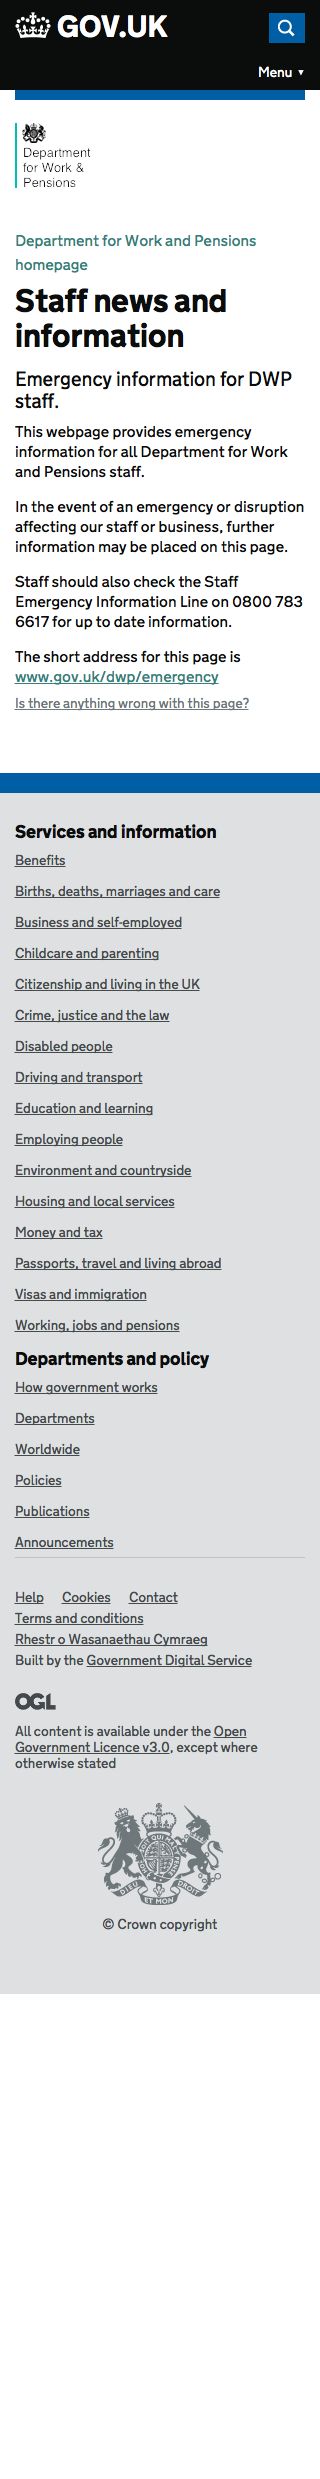 GOV.UK
Menu ▼
Department
for Work &
Pensions
Department for Work and Pensions
homepage
Staff news and
information
Emergency information for DWP
staff.
This webpage provides emergency
information for all Department for Work
and Pensions staff.
In the event of an emergency or disruption
affecting our staff or business, further
information may be placed on this page.
Staff should also check the Staff
Emergency Information Line on 0800 783
6617 for up to date information.
The short address for this page is
www.gov.uk/dwp/emergency
Is there anything wrong with this page?
Services and information
Benefits
Births, deaths, marriages and care
Business and self-employed
Childcare and parenting
Citizenship and living in the UK
Crime, justice and the law
Disabled people
Driving and transport
Education and learning
Employing people
Environment and countryside
Housing and local services
Money and tax
Passports, travel and living abroad
Visas and immigration
Working, jobs and pensions
Departments and policy
How government works
Departments
Worldwide
Policies
Publications
Announcements
Help Cookies Contact
Terms and conditions
Rhestr o Wasanaethau Cymraeg
Built by the Government Digital Service
OGL
All content is available under the Open
Government Licence v3.0, except where
otherwise stated
DIEU ET MON DROIT
© Crown copyright